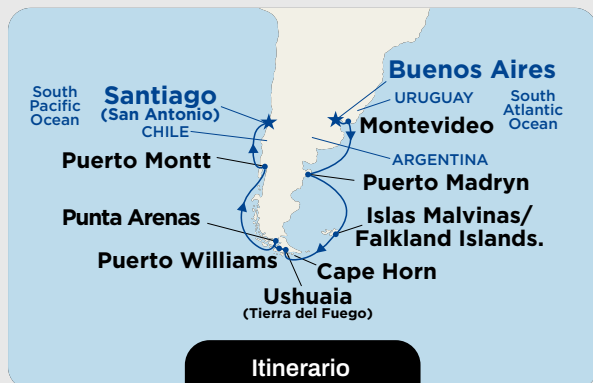 Buenos Aires
South
Pacific
Ocean
Santiago
(San Antonio)
CHILE
URUGUAY
South
Atlantic
Ocean
Montevideo
Puerto Montt
ARGENTINA
Puerto Madryn
Punta Arenas
Islas Malvinas/
Falkland Islands.
Puerto Williams
Cape Horn
Ushuaia
(Tierra del Fuego)
Itinerario